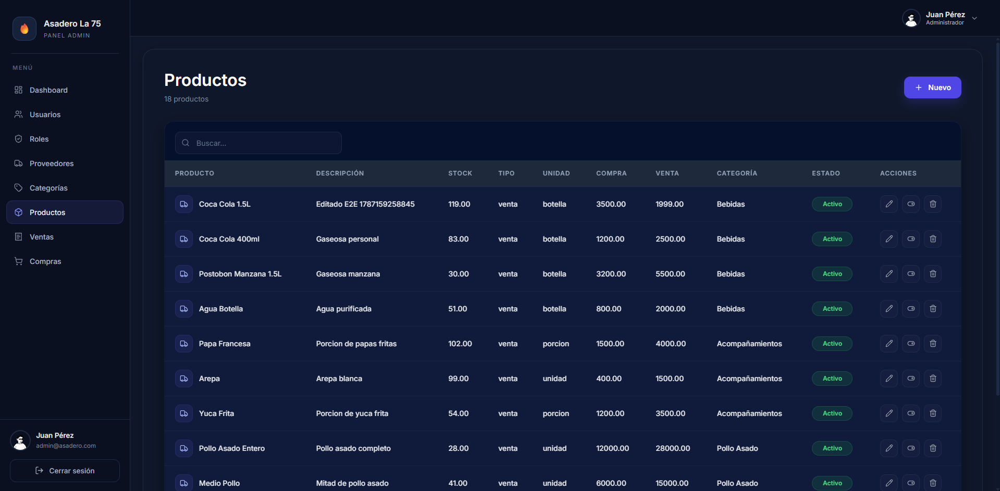 Asadero La 75
PANEL ADMIN
MENÚ
Dashboard
Usuarios
Roles
Proveedores
Categorías
Productos
Ventas
Compras
Juan Pérez
admin@asadero.com
Cerrar sesión
Juan Pérez
Administrador
Productos
18 productos
Nuevo
Buscar...
PRODUCTO DESCRIPCIÓN STOCK TIPO UNIDAD COMPRA VENTA CATEGORÍA ESTADO ACCIONES
Coca Cola 1.5L Editado E2E 1787159258845 119.00 venta botella 3500.00 1999.00 Bebidas Activo
Coca Cola 400ml Gaseosa personal 83.00 venta botella 1200.00 2500.00 Bebidas Activo
Postobon Manzana 1.5L Gaseosa manzana 30.00 venta botella 3200.00 5500.00 Bebidas Activo
Agua Botella Agua purificada 51.00 venta botella 800.00 2000.00 Bebidas Activo
Papa Francesa Porcion de papas fritas 102.00 venta porcion 1500.00 4000.00 Acompañamientos Activo
Arepa Arepa blanca 99.00 venta unidad 400.00 1500.00 Acompañamientos Activo
Yuca Frita Porcion de yuca frita 54.00 venta porcion 1200.00 3500.00 Acompañamientos Activo
Pollo Asado Entero Pollo asado completo 28.00 venta unidad 12000.00 28000.00 Pollo Asado Activo
Medio Pollo Mitad de pollo asado 41.00 venta unidad 6000.00 15000.00 Pollo Asado Activo